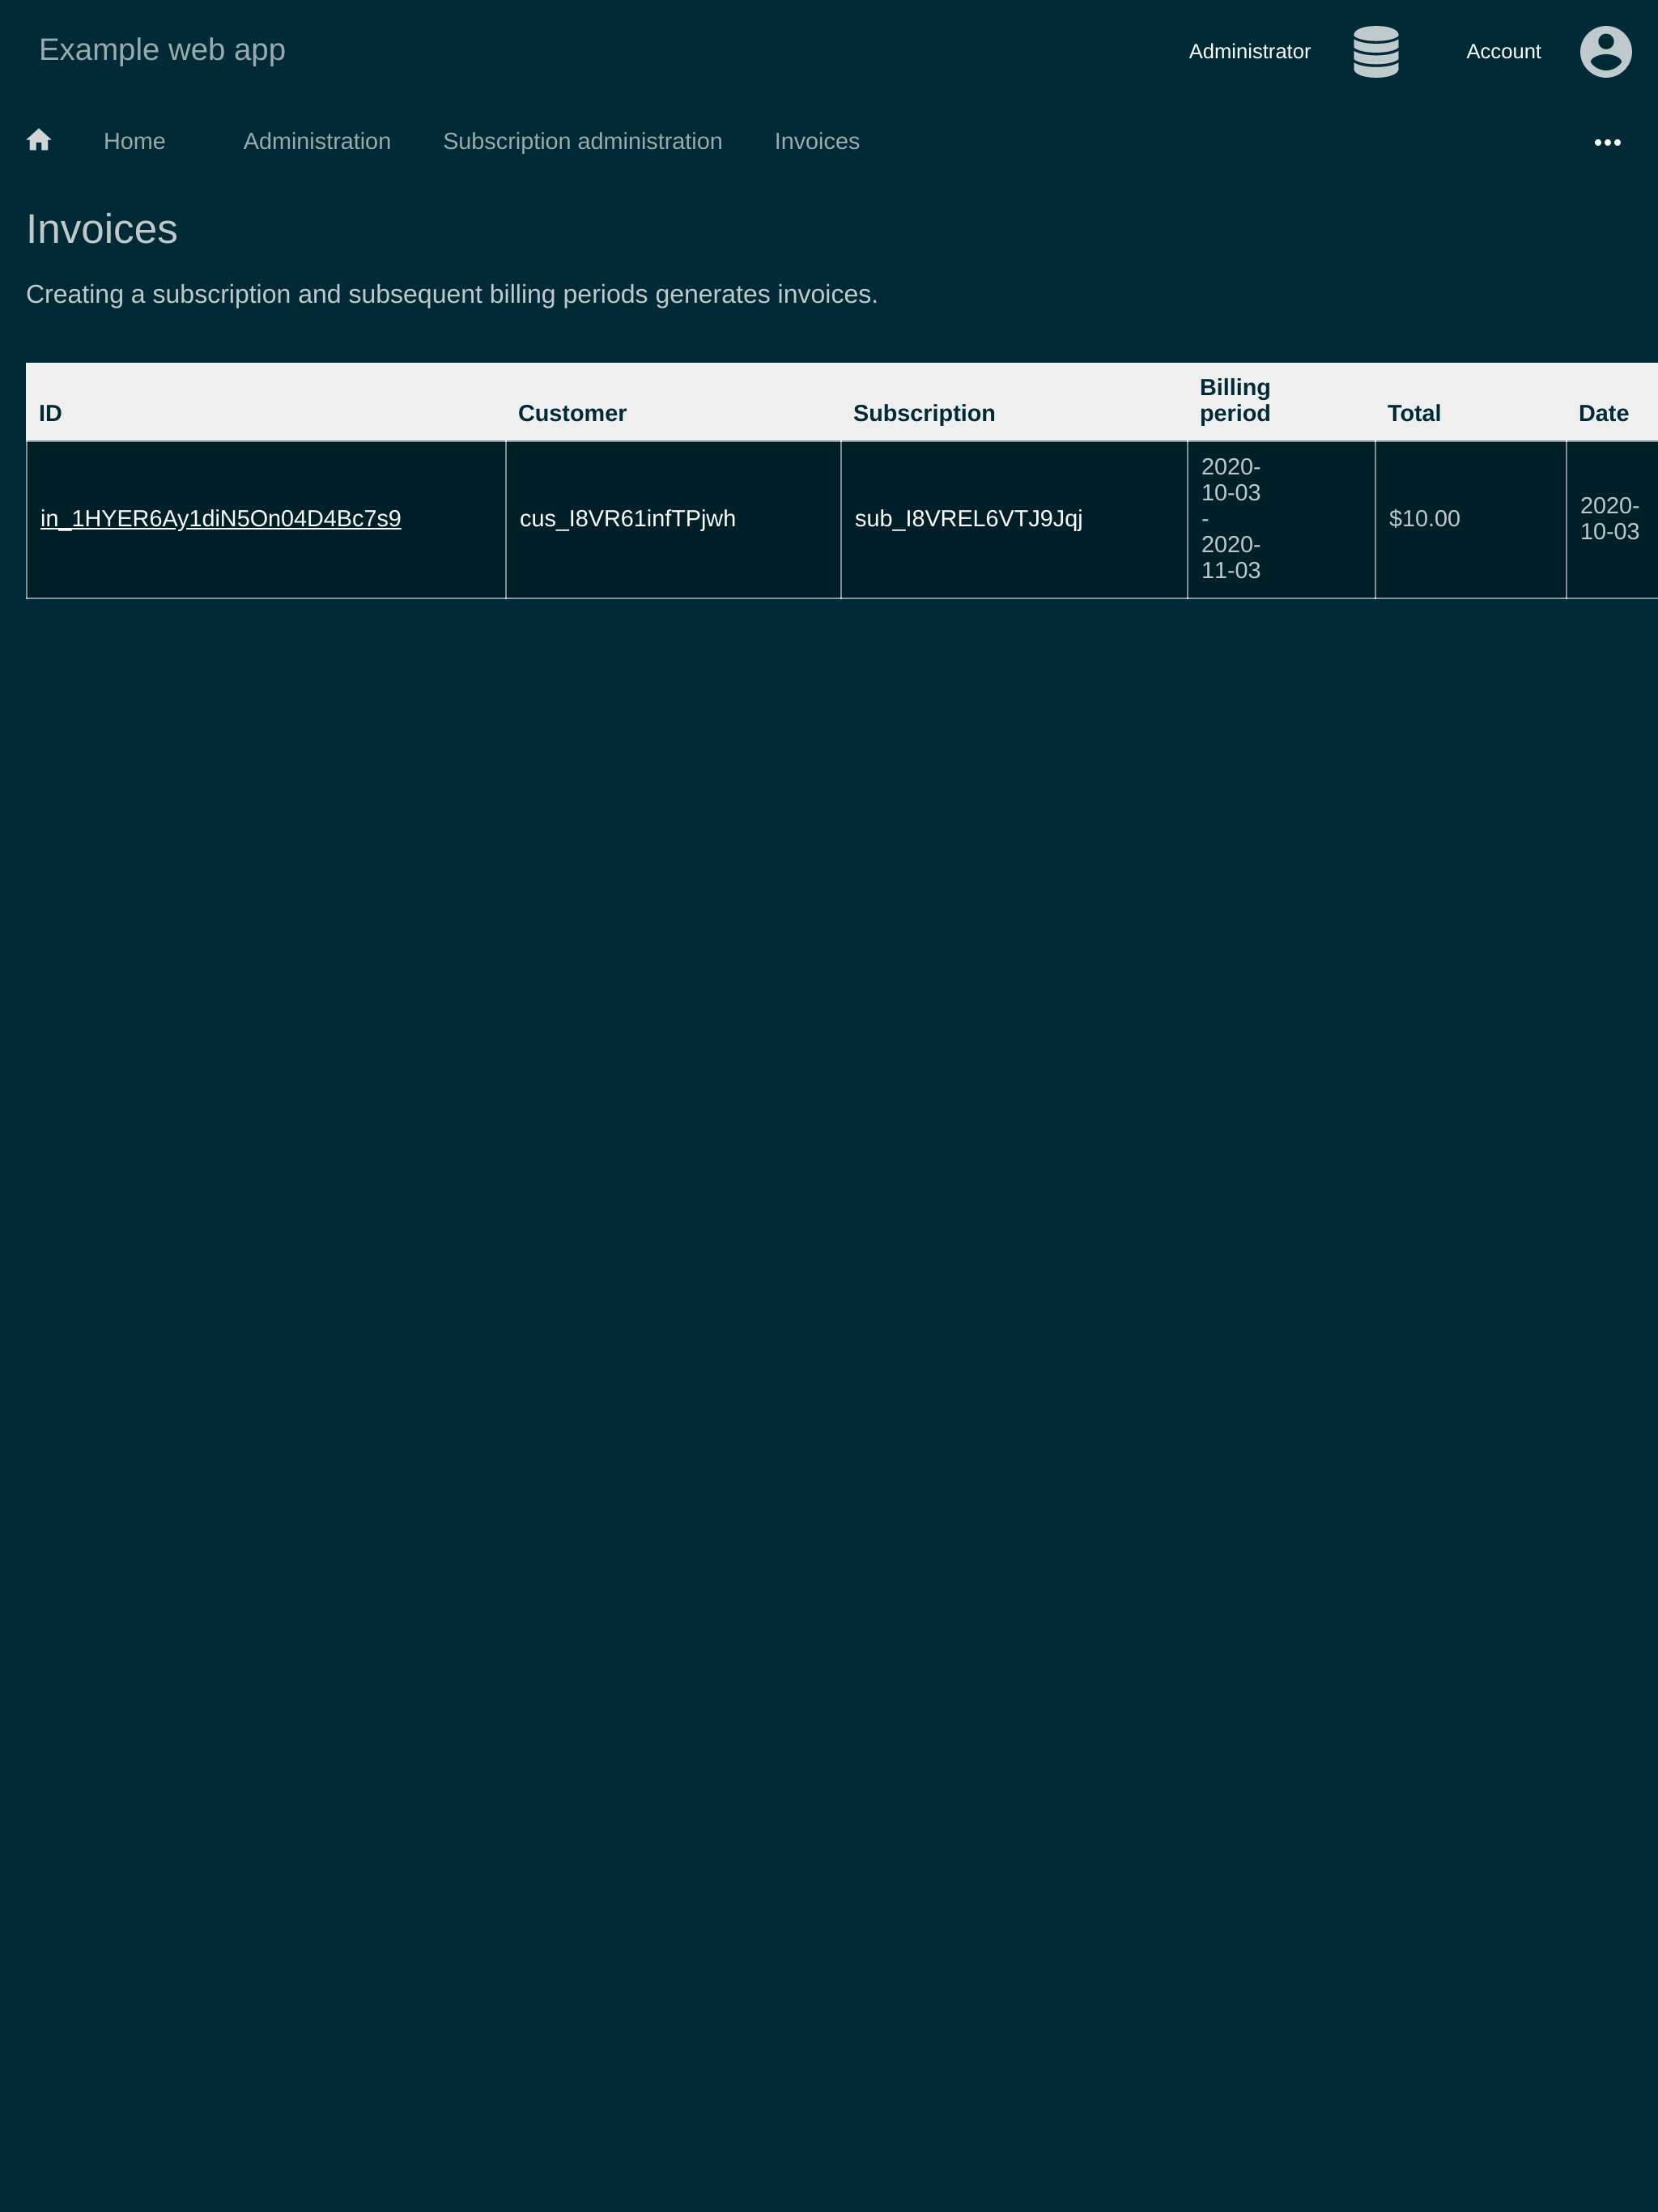 Example web app
Administrator
Account
Home
Administration
Subscription administration
Invoices
Invoices
Creating a subscription and subsequent billing periods generates invoices.
ID
Customer
Subscription
Billing
period
Total
Date
in_1HYER6Ay1diN5On04D4Bc7s9
cus_I8VR61infTPjwh
sub_I8VREL6VTJ9Jqj
2020-
10-03
-
2020-
11-03
$10.00
2020-
10-03